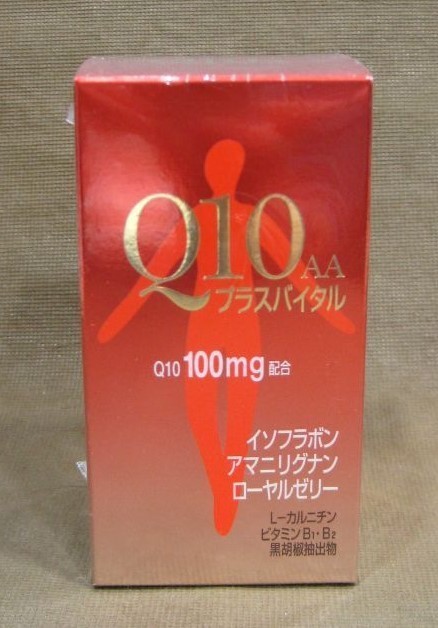 Q10AA
プラスバイタル
Q10 100mg 配合
イソフラボン
アマニリグナン
ローヤルゼリー
L-カルニチン
ビタミンB₁・B₂
黒胡椒抽出物